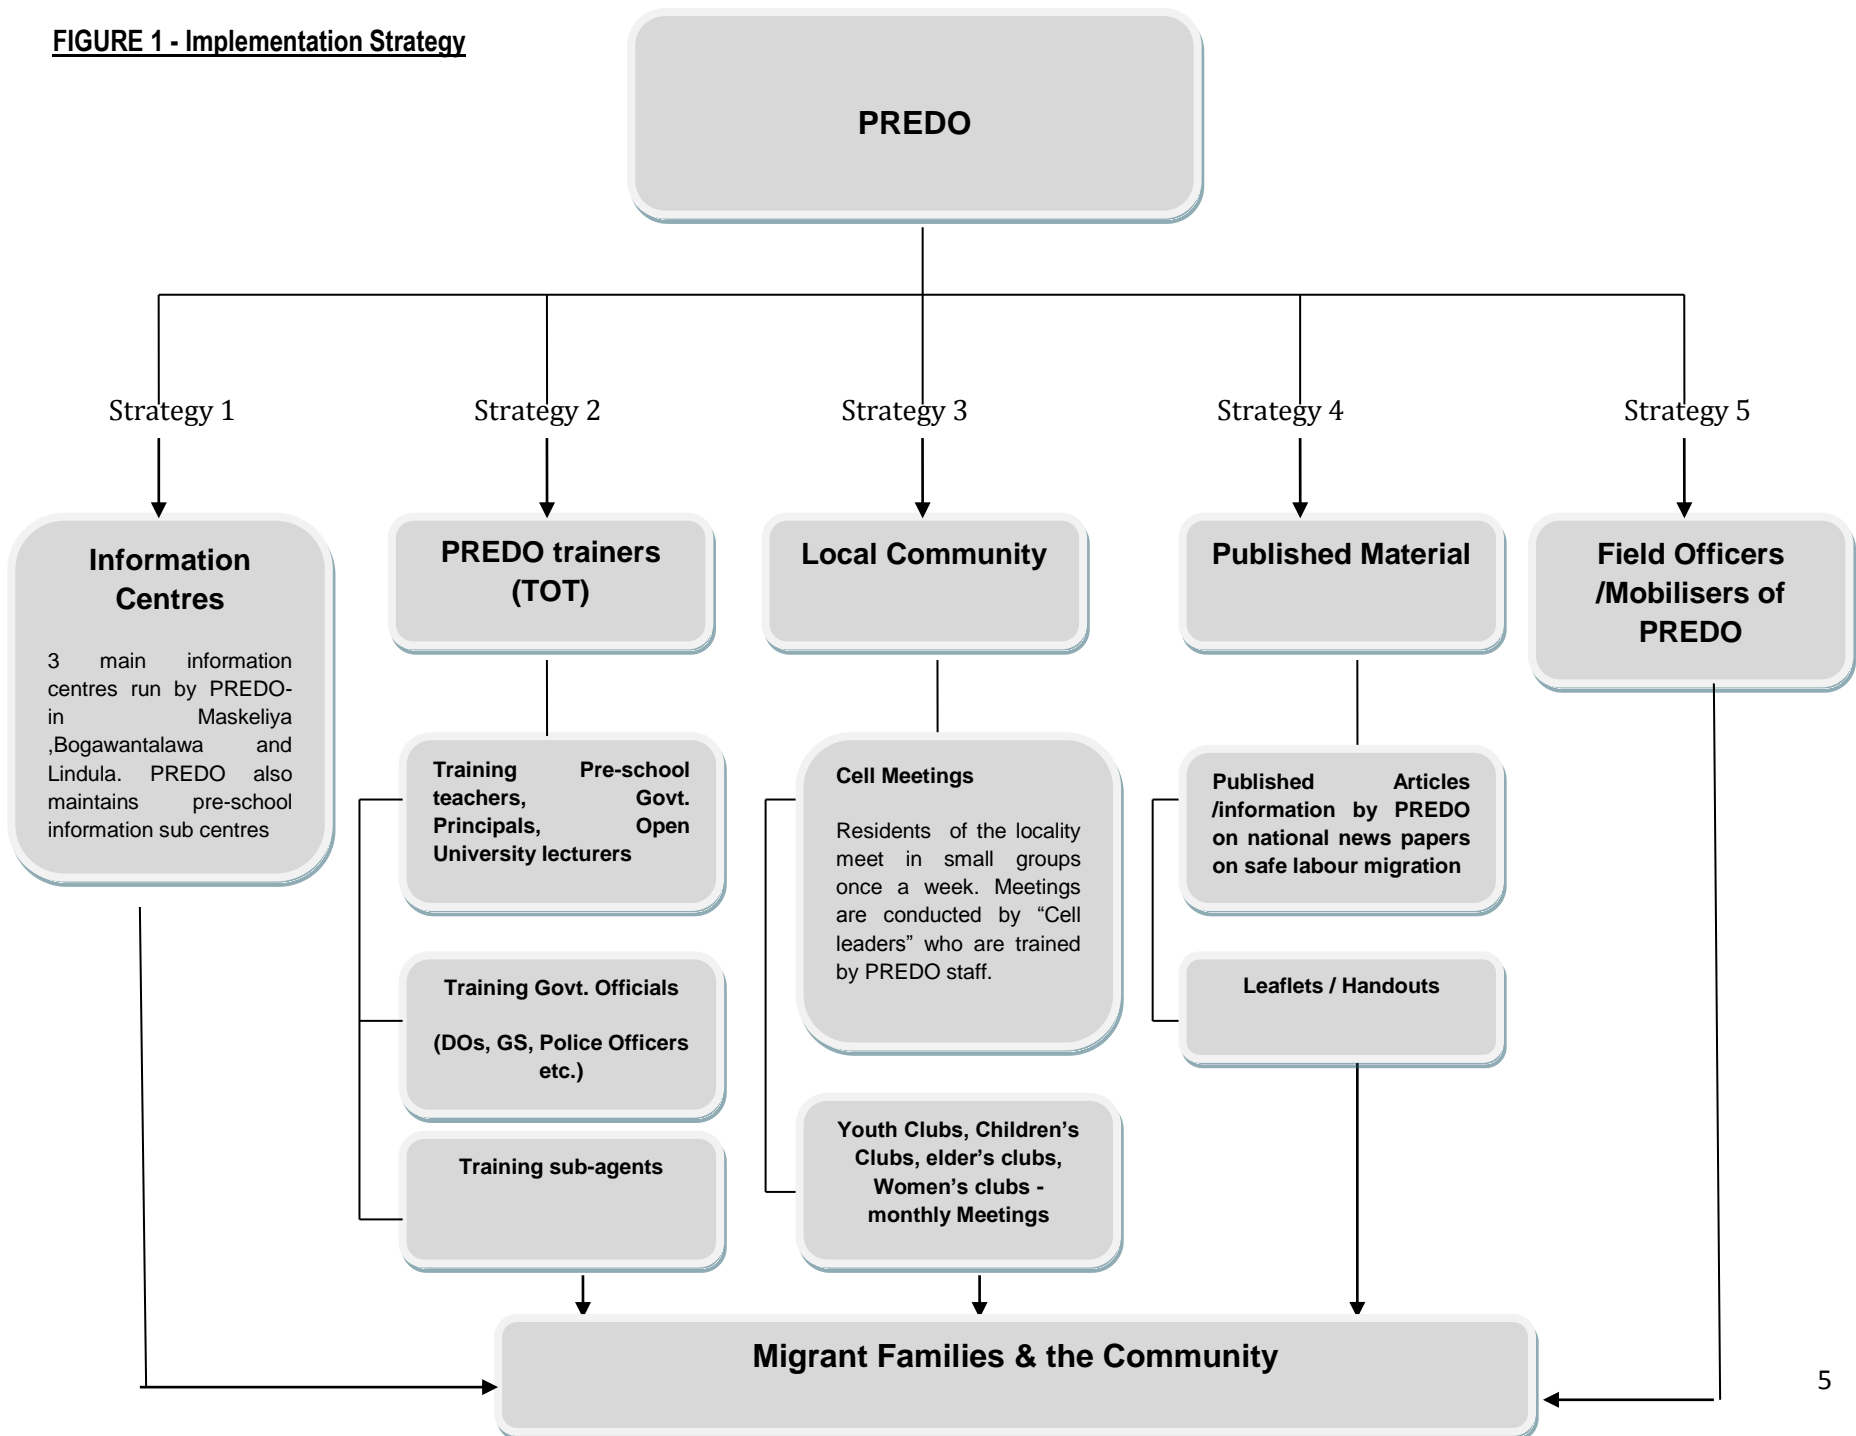 FIGURE 1 - Implementation Strategy
PREDO
Strategy 1
Strategy 2
Strategy 3
Strategy 4
Strategy 5
Information
Centres
3 main information
centres run by PREDO-
in Maskeliya
,Bogawantalawa and
Lindula. PREDO also
maintains pre-school
information sub centres
PREDO trainers
(TOT)
Training Pre-school
teachers, Govt.
Principals, Open
University lecturers
Training Govt. Officials
(DOs, GS, Police Officers
etc.)
Training sub-agents
Local Community
Cell Meetings
Residents of the locality
meet in small groups
once a week. Meetings
are conducted by “Cell
leaders” who are trained
by PREDO staff.
Youth Clubs, Children’s
Clubs, elder’s clubs,
Women’s clubs -
monthly Meetings
Published Material
Published Articles
/information by PREDO
on national news papers
on safe labour migration
Leaflets / Handouts
Field Officers
/Mobilisers of
PREDO
Migrant Families & the Community
5